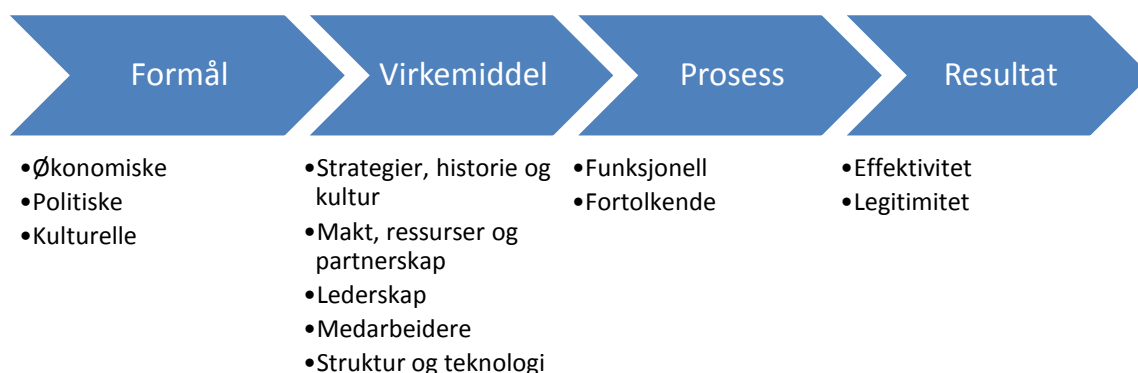 Formål
Virkemiddel
Prosess
Resultat
•Økonomiske
•Politiske
•Kulturelle
•Strategier, historie og
kultur
•Makt, ressurser og
partnerskap
•Lederskap
•Medarbeidere
•Struktur og teknologi
•Funksjonell
•Fortolkende
•Effektivitet
•Legitimitet